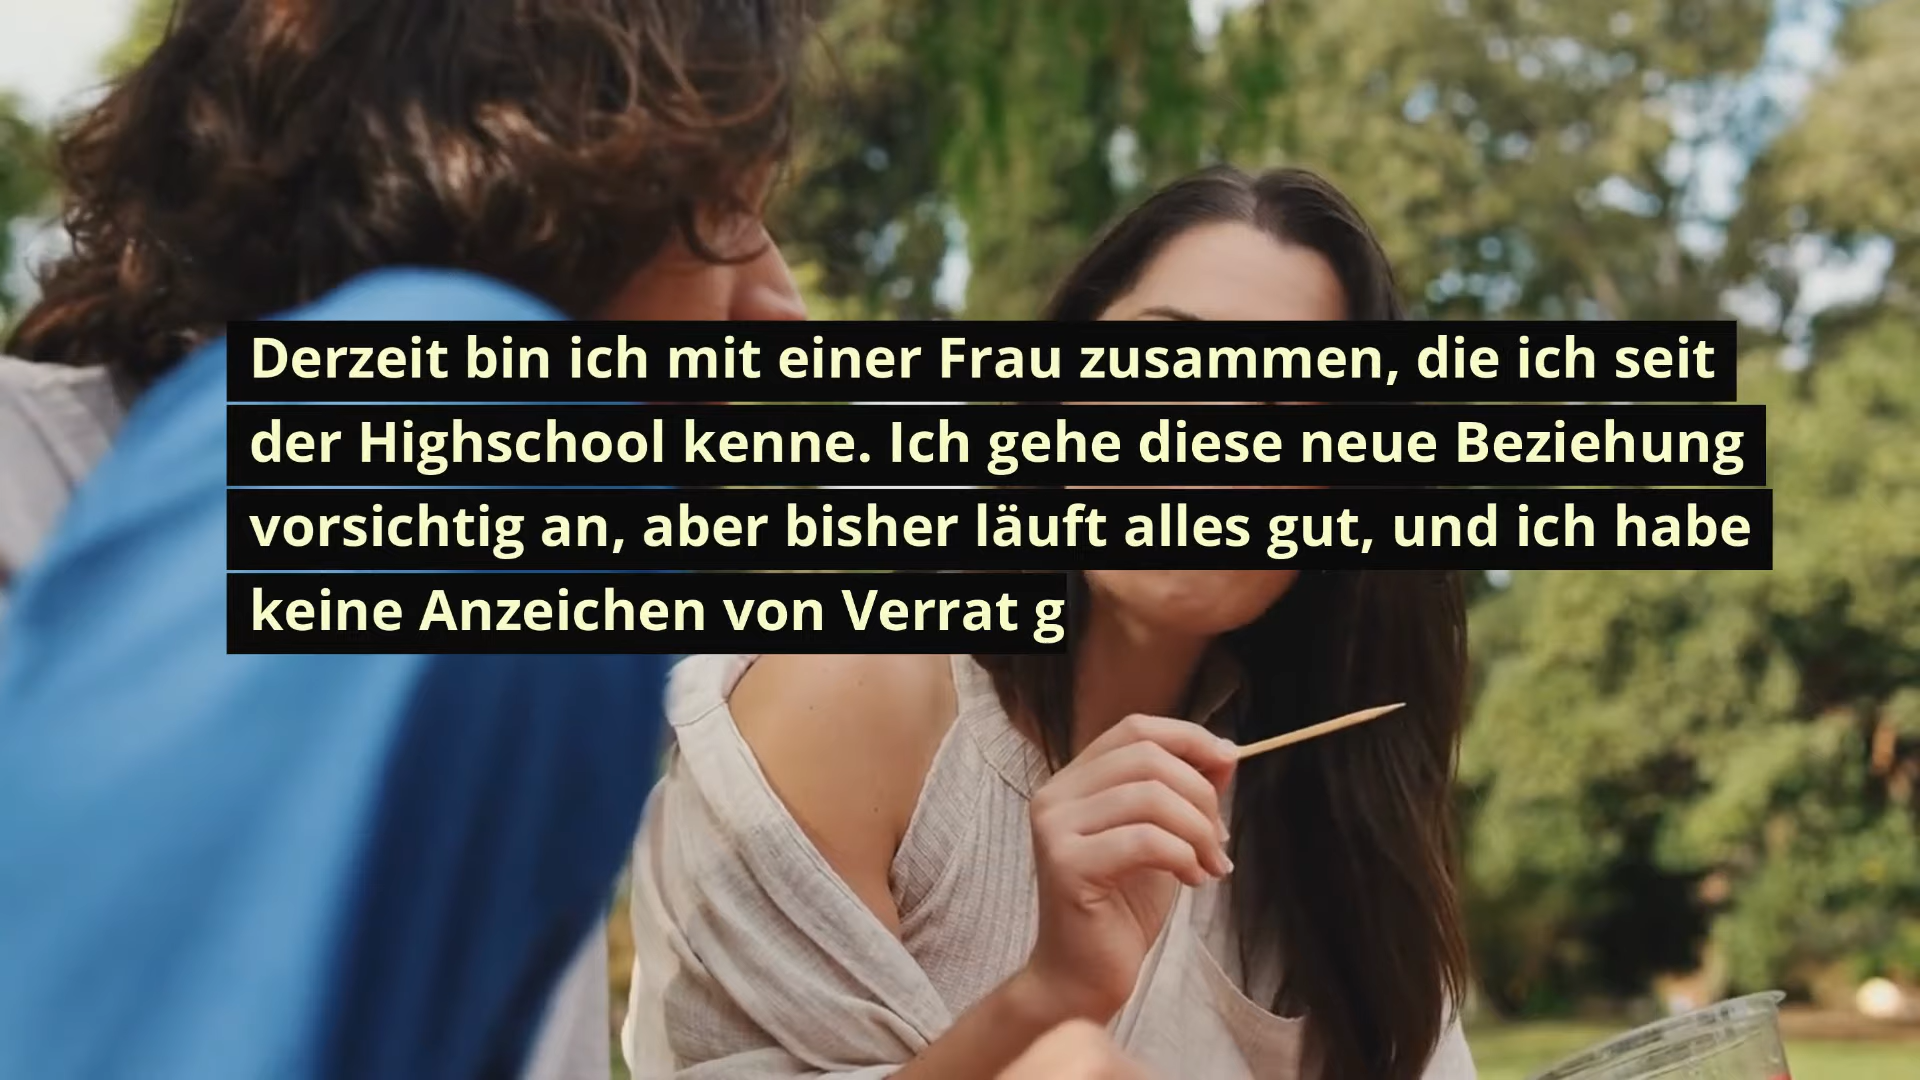 Derzeit bin ich mit einer Frau zusammen, die ich seit
der Highschool kenne. Ich gehe diese neue Beziehung
vorsichtig an, aber bisher läuft alles gut, und ich habe
keine Anzeichen von Verrat g